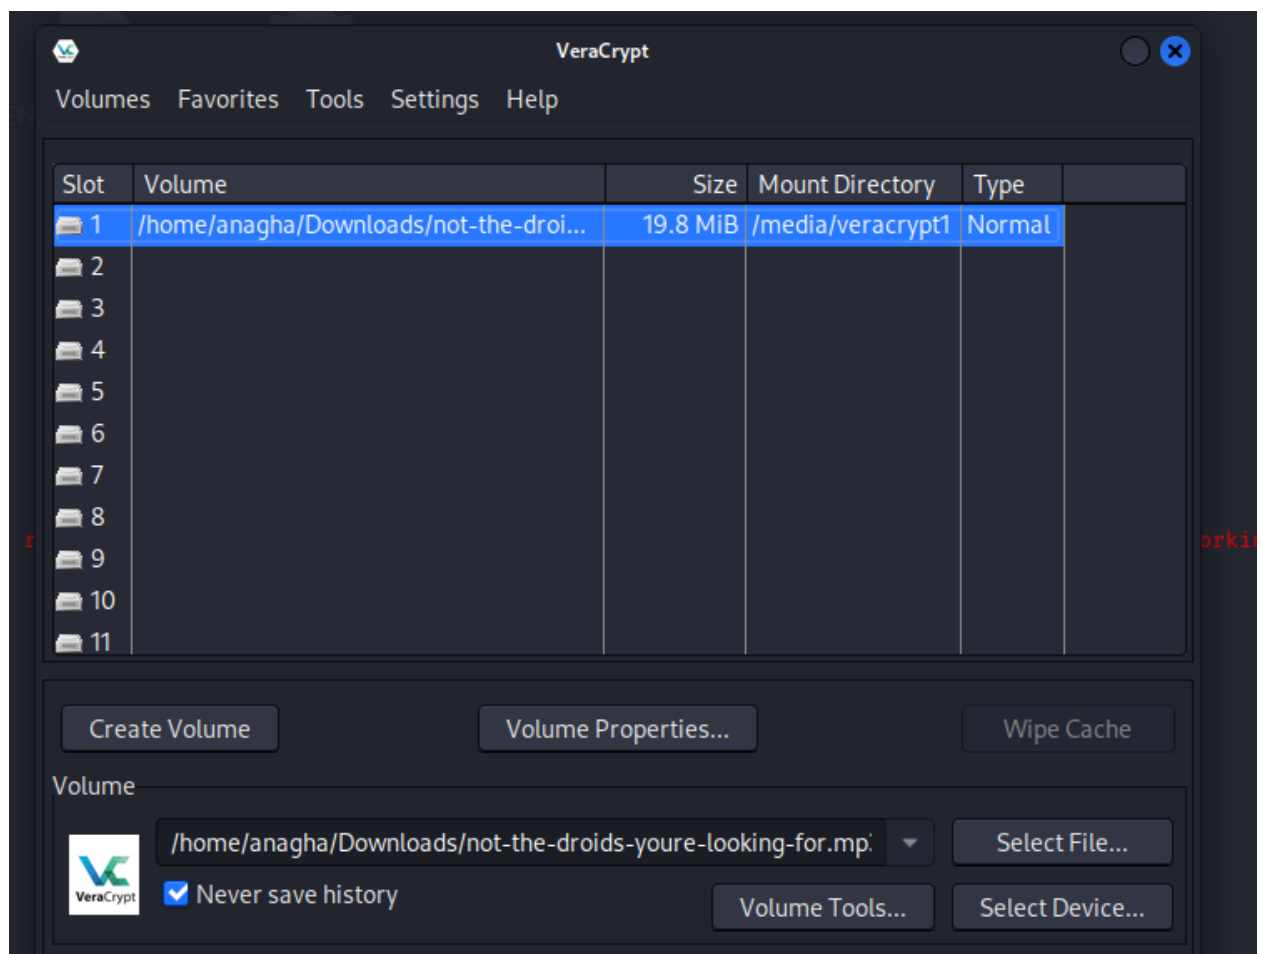 VeraCrypt
Volumes Favorites Tools Settings Help
Slot Volume Size Mount Directory Type
1 /home/anagha/Downloads/not-the-droi... 19.8 MiB /media/veracrypt1 Normal
2
3
4
5
6
7
8
9
10
11
Create Volume Volume Properties... Wipe Cache
Volume
/home/anagha/Downloads/not-the-droids-youre-looking-for.mp3 Select File...
VeraCrypt
Never save history
Volume Tools... Select Device...